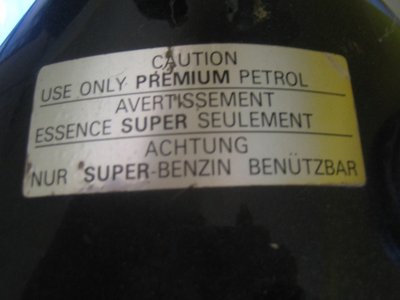 CAUTION
USE ONLY PREMIUM PETROL
AVERTISSEMENT
ESSENCE SUPER SEULEMENT
ACHTUNG
NUR SUPER-BENZIN BENÜTZBAR